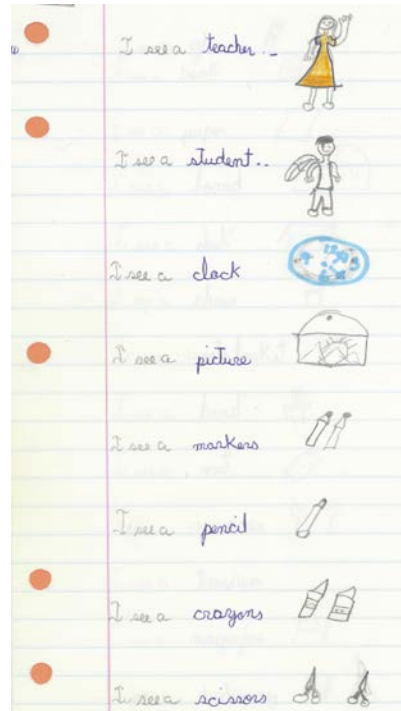 I see a teacher..
I see a student..
I see a clock
I see a picture
I see a markers
I see a pencil
I see a crayons
I see a scissors